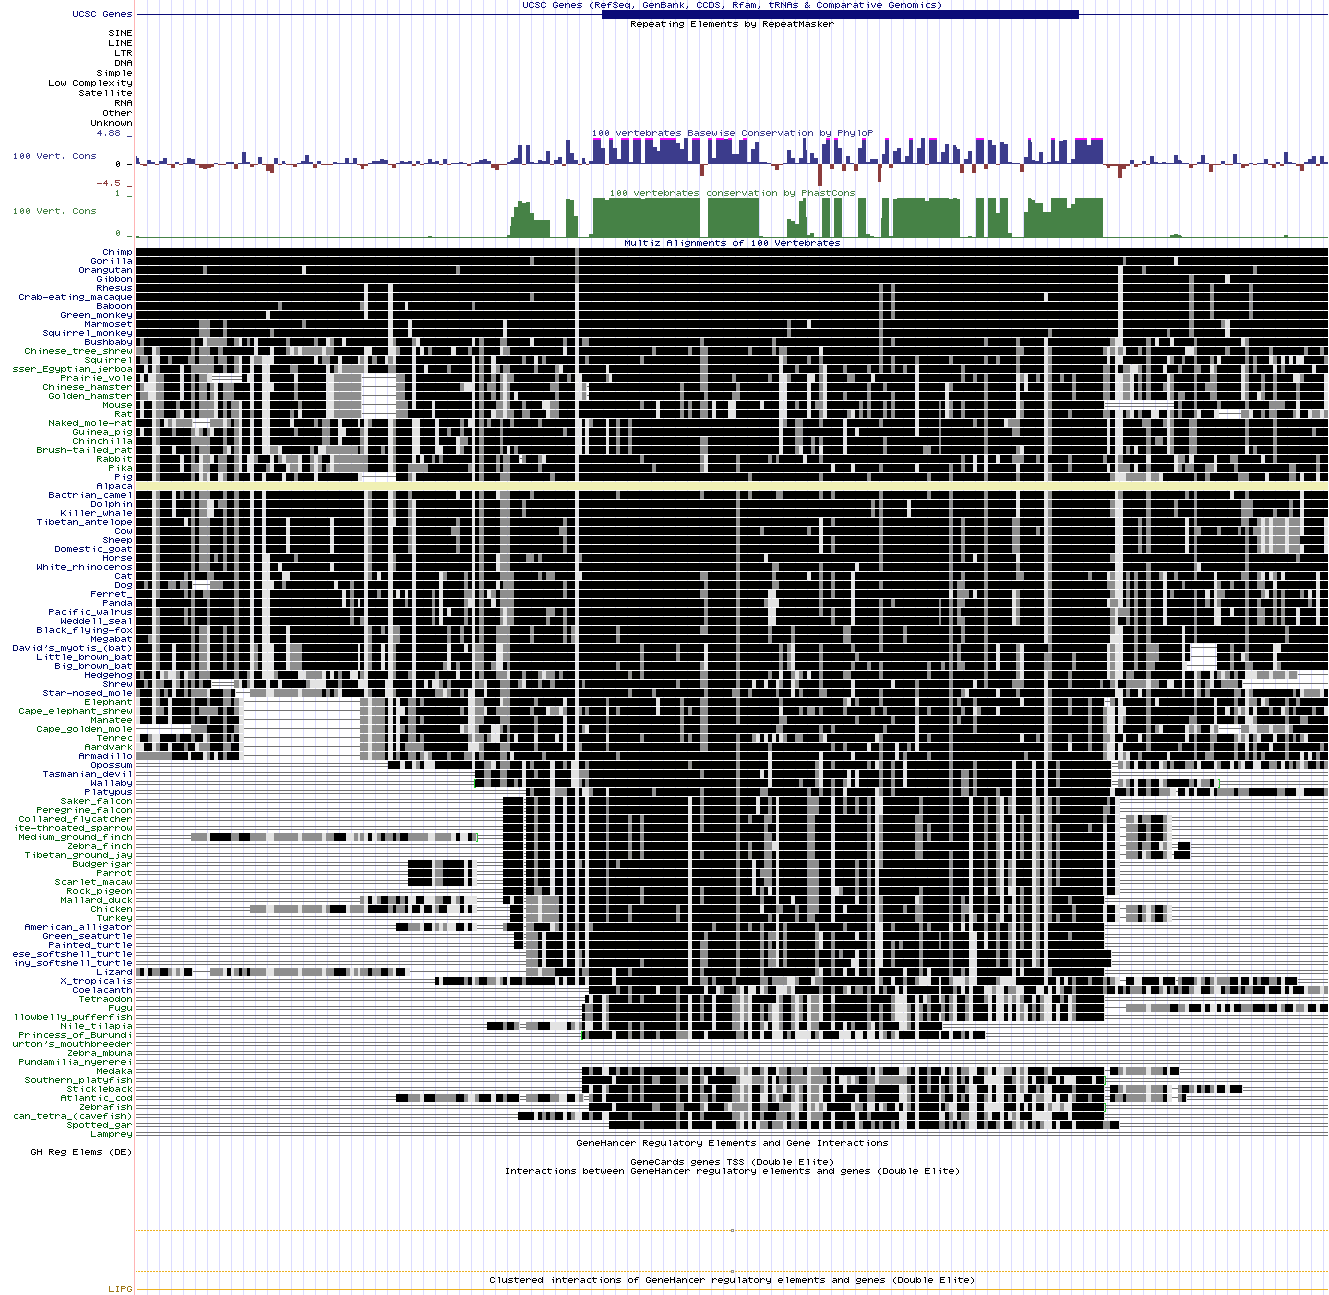 UCSC Genes (RefSeq, GenBank, CCDS, Rfam, tRNAs & Comparative Genomics)
UCSC Genes
Repeating Elements by RepeatMasker
SINE
LINE
LTR
DNA
Simple
Low Complexity
Satellite
RNA
Other
Unknown
100 vertebrates Basewise Conservation by PhyloP
4.88 _
100 Vert. Cons
0 _
-4.5 _
100 vertebrates conservation by PhastCons
1 _
100 Vert. Cons
0 _
Multiz Alignments of 100 Vertebrates
Chimp
Gorilla
Orangutan
Gibbon
Rhesus
Crab-eating_macaque
Baboon
Green_monkey
Marmoset
Squirrel_monkey
Bushbaby
Chinese_tree_shrew
Squirrel
sser_Egyptian_jerboa
Prairie_vole
Chinese_hamster
Golden_hamster
Mouse
Rat
Naked_mole-rat
Guinea_pig
Chinchilla
Brush-tailed_rat
Rabbit
Pika
Pig
Alpaca
Bactrian_camel
Dolphin
Killer_whale
Tibetan_antelope
Cow
Sheep
Domestic_goat
Horse
White_rhinoceros
Cat
Dog
Ferret_
Panda
Pacific_walrus
Weddell_seal
Black_flying-fox
Megabat
David's_myotis_(bat)
Little_brown_bat
Big_brown_bat
Hedgehog
Shrew
Star-nosed_mole
Elephant
Cape_elephant_shrew
Manatee
Cape_golden_mole
Tenrec
Aardvark
Armadillo
Opossum
Tasmanian_devil
Wallaby
Platypus
Saker_falcon
Peregrine_falcon
Collared_flycatcher
ite-throated_sparrow
Medium_ground_finch
Zebra_finch
Tibetan_ground_jay
Budgerigar
Parrot
Scarlet_macaw
Rock_pigeon
Mallard_duck
Chicken
Turkey
American_alligator
Green_seaturtle
Painted_turtle
ese_softshell_turtle
iny_softshell_turtle
Lizard
X_tropicalis
Coelacanth
Tetraodon
Fugu
llowbelly_pufferfish
Nile_tilapia
Princess_of_Burundi
urton's_mouthbreeder
Zebra_mbuna
Pundamilia_nyererei
Medaka
Southern_platyfish
Stickleback
Atlantic_cod
Zebrafish
can_tetra_(cavefish)
Spotted_gar
Lamprey
GeneHancer Regulatory Elements and Gene Interactions
GH Reg Elems (DE)
GeneCards genes TSS (Double Elite)
Interactions between GeneHancer regulatory elements and genes (Double Elite)
Clustered interactions of GeneHancer regulatory elements and genes (Double Elite)
LIPG